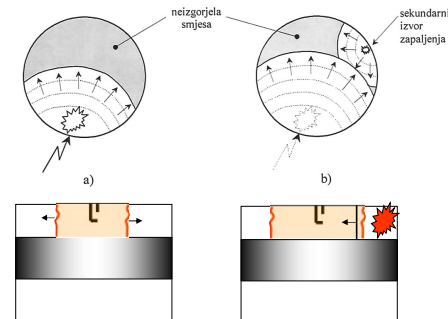 neizgorjela
smjesa
sekundarni
izvor
zapaljenja
a)
b)